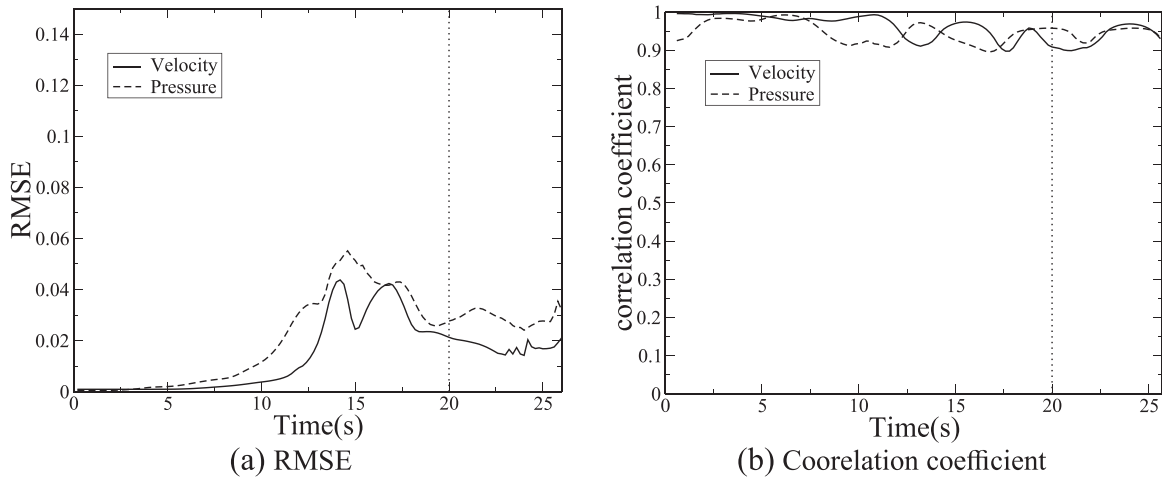 0.14
0.12
0.1
0.08
0.06
0.04
0.02
0
RMSE
Velocity
Pressure
0 5 10 15 20 25
Time(s)
(a) RMSE
1
0.9
0.8
0.7
0.6
0.5
0.4
0.3
0.2
0.1
0
correlation coefficient
Velocity
Pressure
0 5 10 15 20 25
Time(s)
(b) Coorelation coefficient